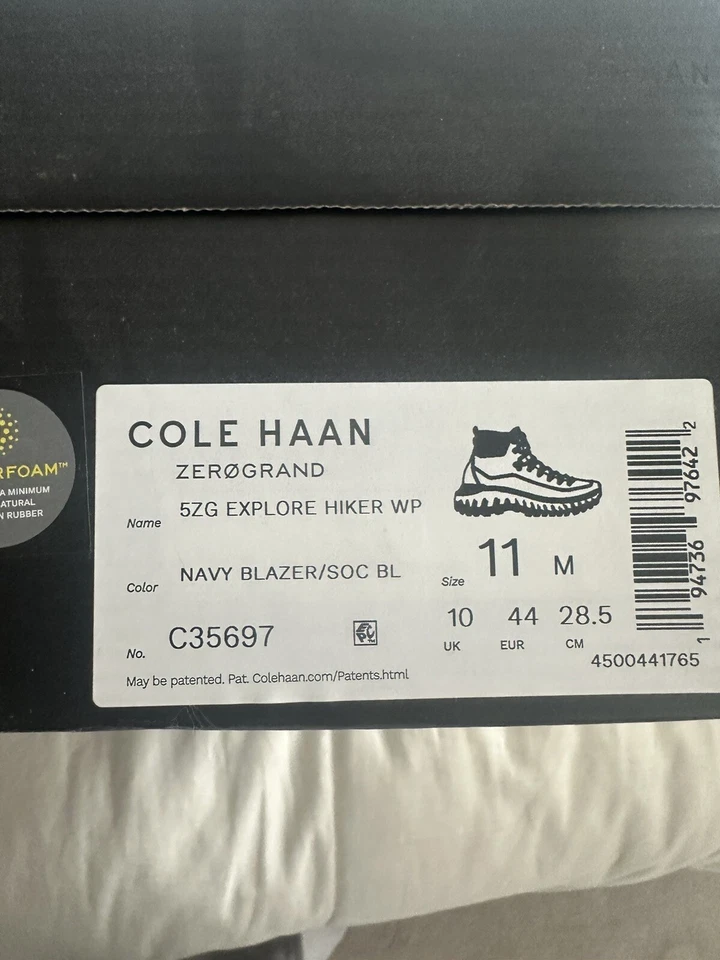 AN
RFOAM™
A MINIMUM
ATURAL
N RUBBER
COLE HAAN
ZERØGRAND
Name 5ZG EXPLORE HIKER WP
Color NAVY BLAZER/SOC BL
Size 11 M
No. C35697
EPC
10 44 28.5
UK EUR CM
May be patented. Pat. Colehaan.com/Patents.html
1 94736 97642 2
4500441765